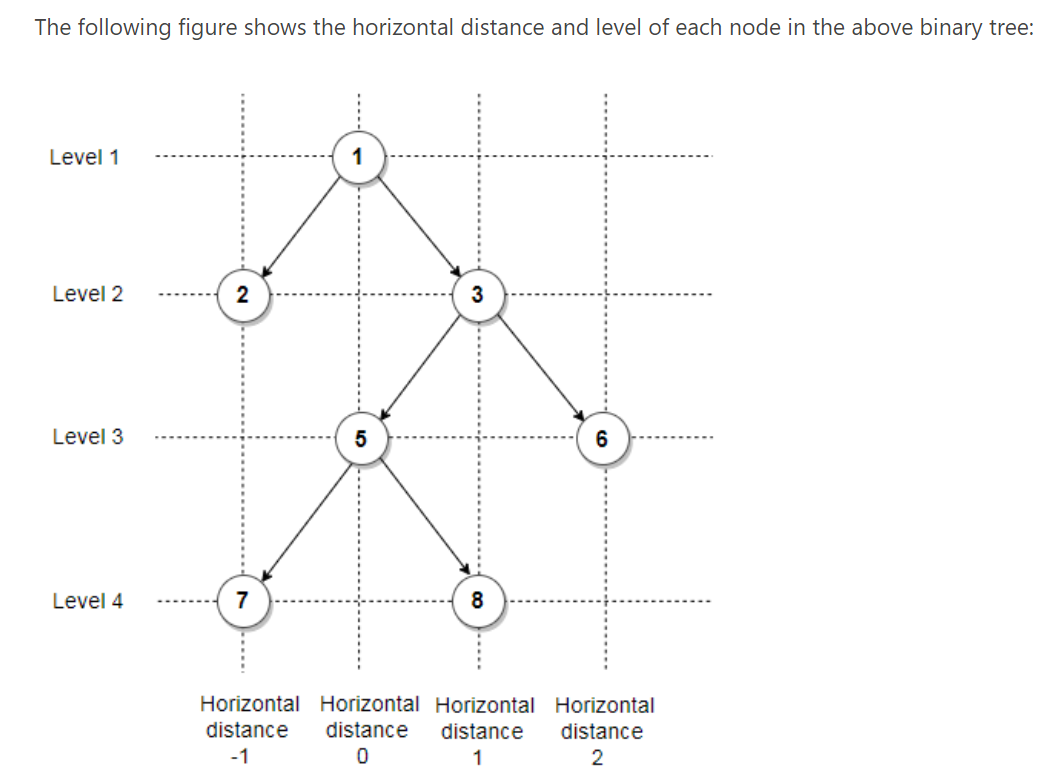 The following figure shows the horizontal distance and level of each node in the above binary tree:
Level 1
1
Level 2
2
3
Level 3
5
6
Level 4
7
8
Horizontal distance -1
Horizontal distance 0
Horizontal distance 1
Horizontal distance 2